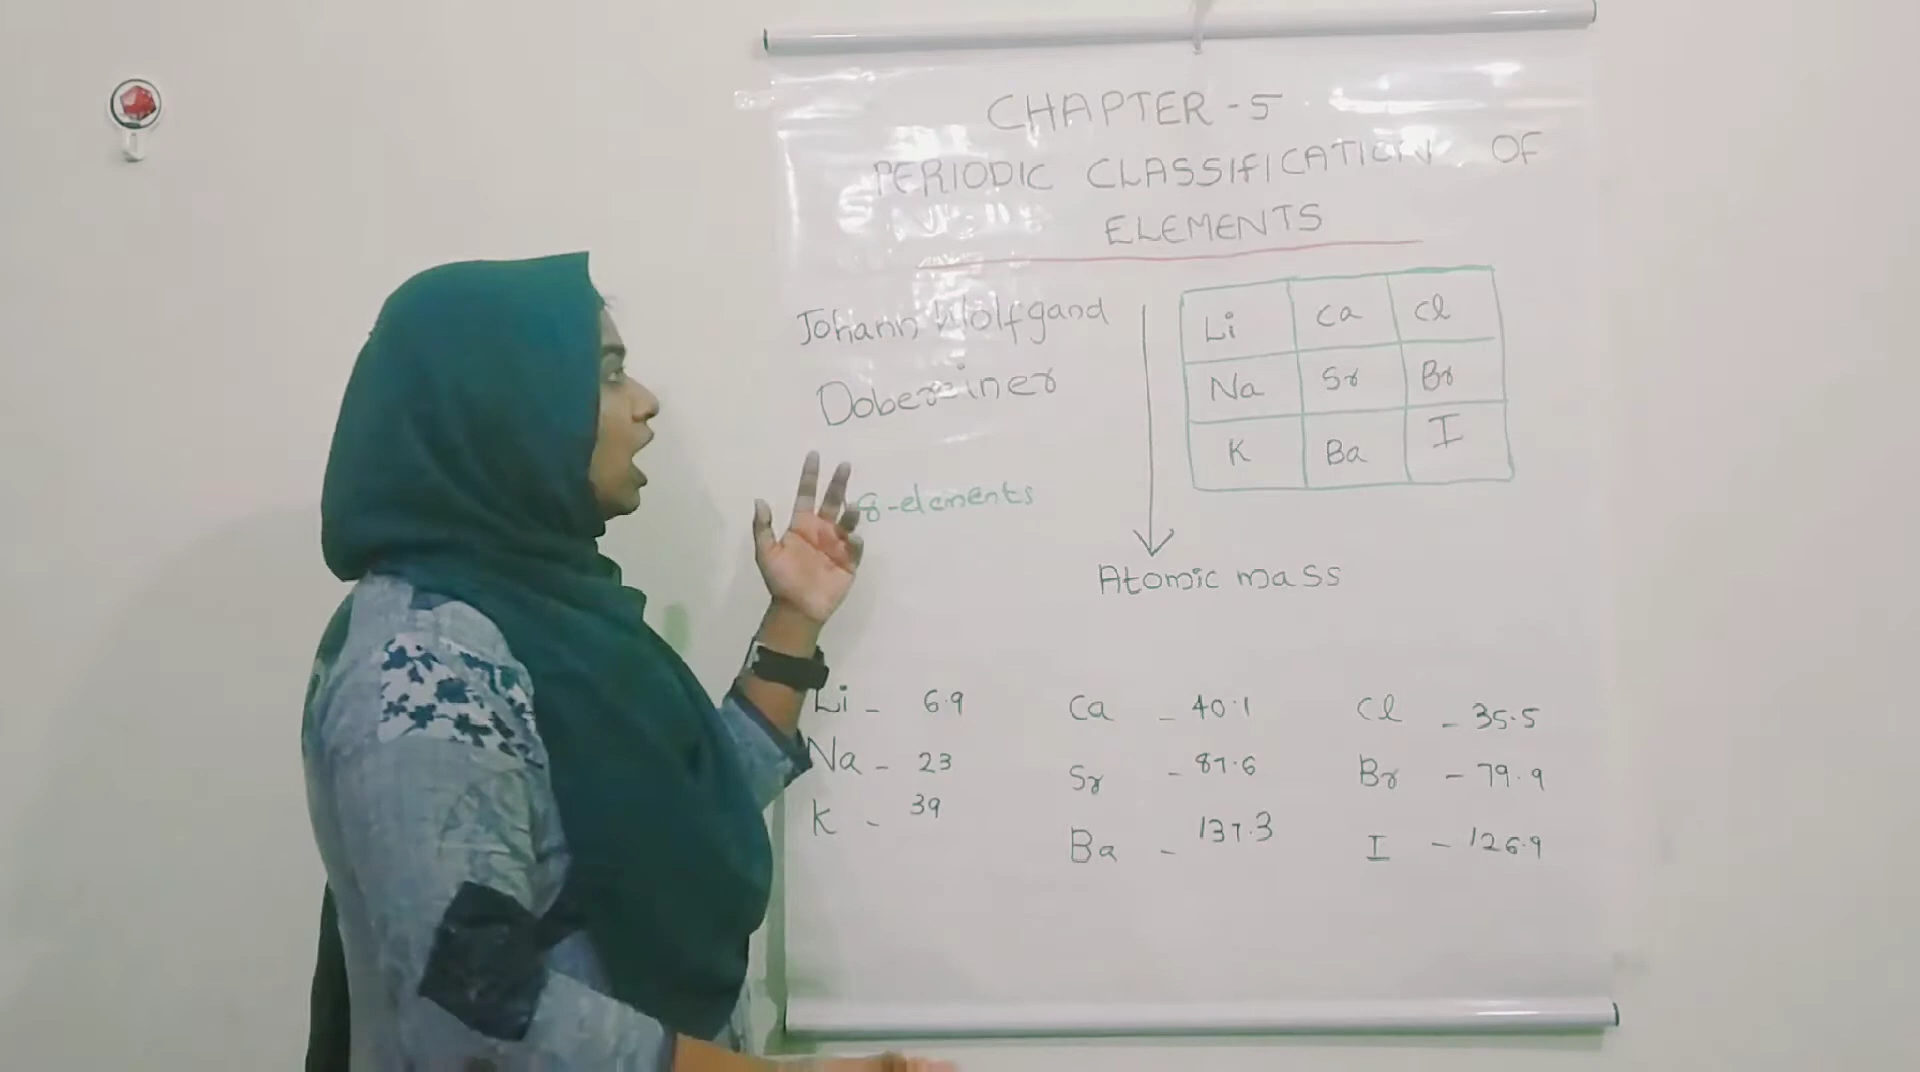 CHAPTER - 5
PERIODIC CLASSIFICATION OF
ELEMENTS
Johann Wolfgand
Dobereiner
8-elements
Li Ca Cl
Na Sr Br
K Ba I
Atomic mass
Li - 6.9 Ca - 40.1 Cl - 35.5
Na - 23 Sr - 87.6 Br - 79.9
K - 39 Ba - 137.3 I - 126.9